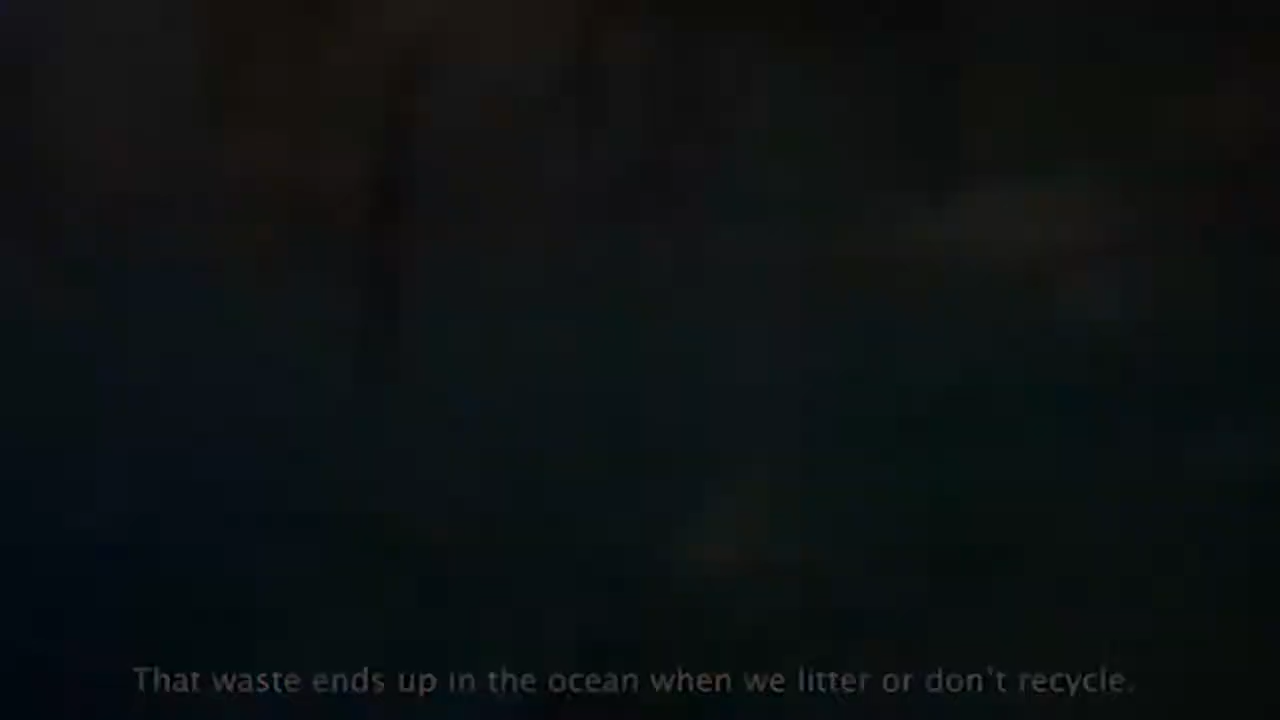 That waste ends up in the ocean when we litter or don't recycle.